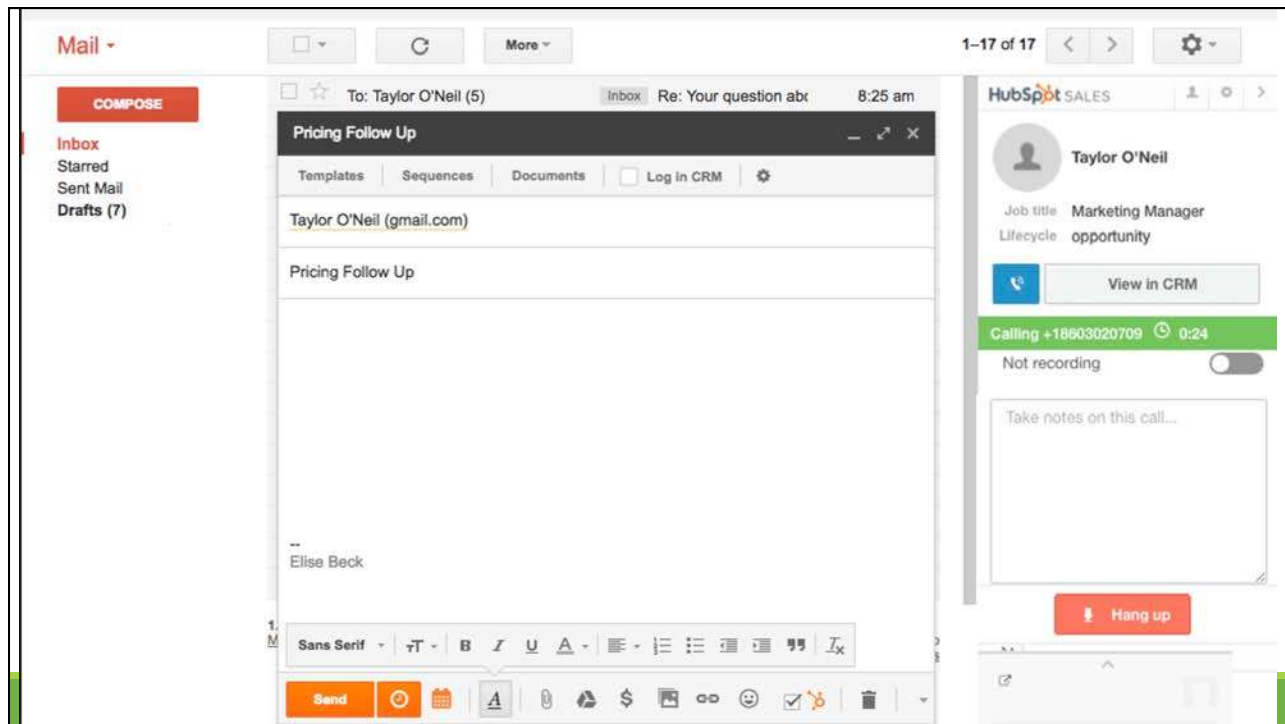 Mail
More
1–17 of 17
COMPOSE
Inbox
Starred
Sent Mail
Drafts (7)
To: Taylor O'Neil (5) Inbox Re: Your question abc 8:25 am
Pricing Follow Up
Templates Sequences Documents Log in CRM
Taylor O'Neil (gmail.com)
Pricing Follow Up
--
Elise Beck
1.
M
Sans Serif
Send
HubSpot SALES
Taylor O'Neil
Job title Marketing Manager
Lifecycle opportunity
View in CRM
Calling +18603020709 0:24
Not recording
Take notes on this call...
Hang up